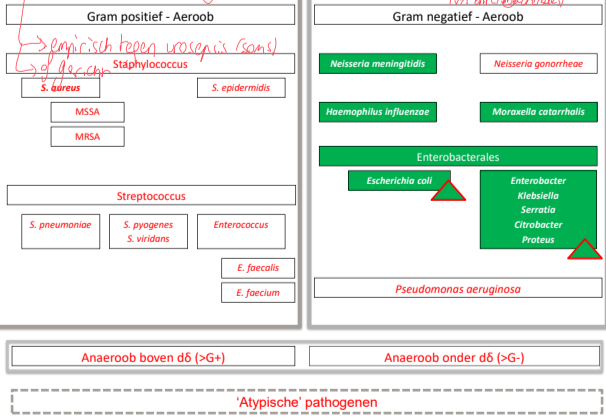 Gram positief - Aeroob
→ empirisch tegen urosepsis (soms)
→ of gericht
Staphylococcus
S. aureus
S. epidermidis
MSSA
MRSA
Streptococcus
S. pneumoniae
S. pyogenes
S. viridans
Enterococcus
E. faecalis
E. faecium
Gram negatief - Aeroob
Neisseria meningitidis
Neisseria gonorrheae
Haemophilus influenzae
Moraxella catarrhalis
Enterobacterales
Escherichia coli
Enterobacter
Klebsiella
Serratia
Citrobacter
Proteus
Pseudomonas aeruginosa
Anaeroob boven dδ (>G+)
Anaeroob onder dδ (>G-)
'Atypische' pathogenen